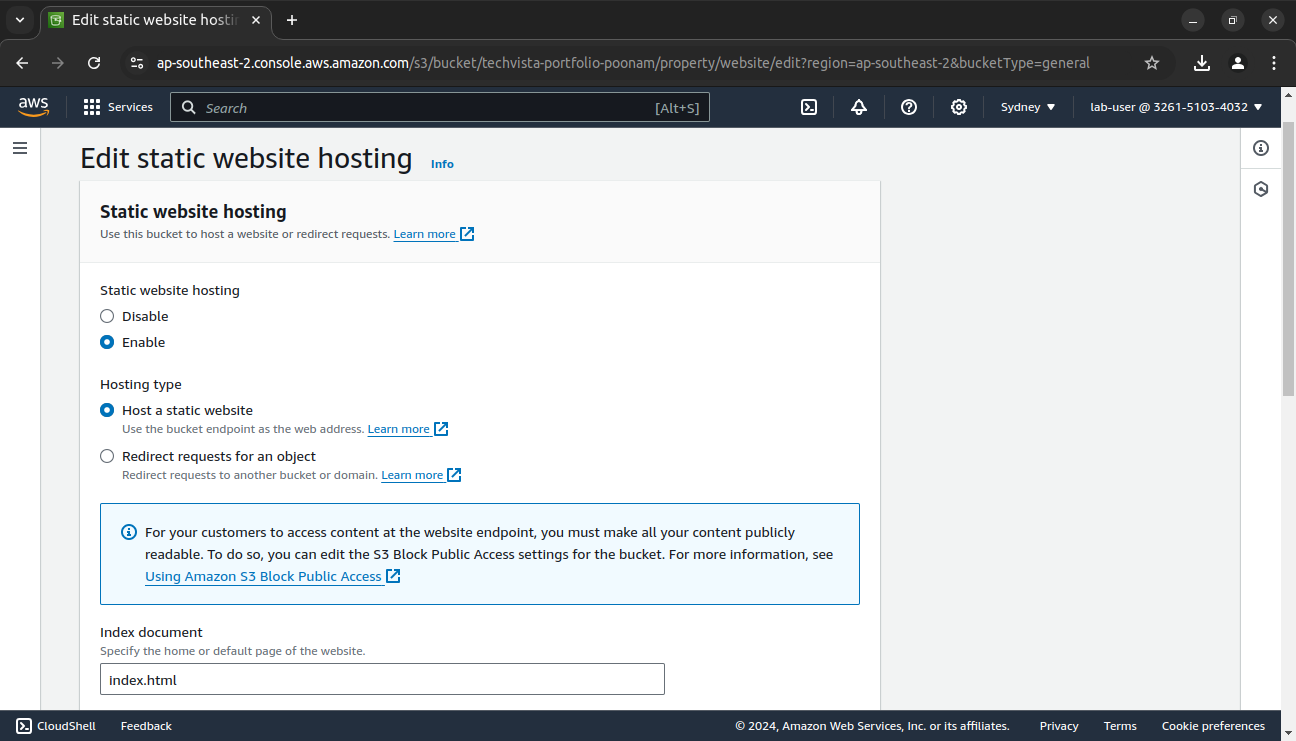 Edit static website hostin
ap-southeast-2.console.aws.amazon.com/s3/bucket/techvista-portfolio-poonam/property/website/edit?region=ap-southeast-2&bucketType=general
aws
Services
Search
[Alt+S]
Sydney
lab-user @ 3261-5103-4032
Edit static website hosting Info
Static website hosting
Use this bucket to host a website or redirect requests. Learn more
Static website hosting
Disable
Enable
Hosting type
Host a static website
Use the bucket endpoint as the web address. Learn more
Redirect requests for an object
Redirect requests to another bucket or domain. Learn more
For your customers to access content at the website endpoint, you must make all your content publicly
readable. To do so, you can edit the S3 Block Public Access settings for the bucket. For more information, see
Using Amazon S3 Block Public Access
Index document
Specify the home or default page of the website.
index.html
CloudShell
Feedback
© 2024, Amazon Web Services, Inc. or its affiliates.
Privacy
Terms
Cookie preferences